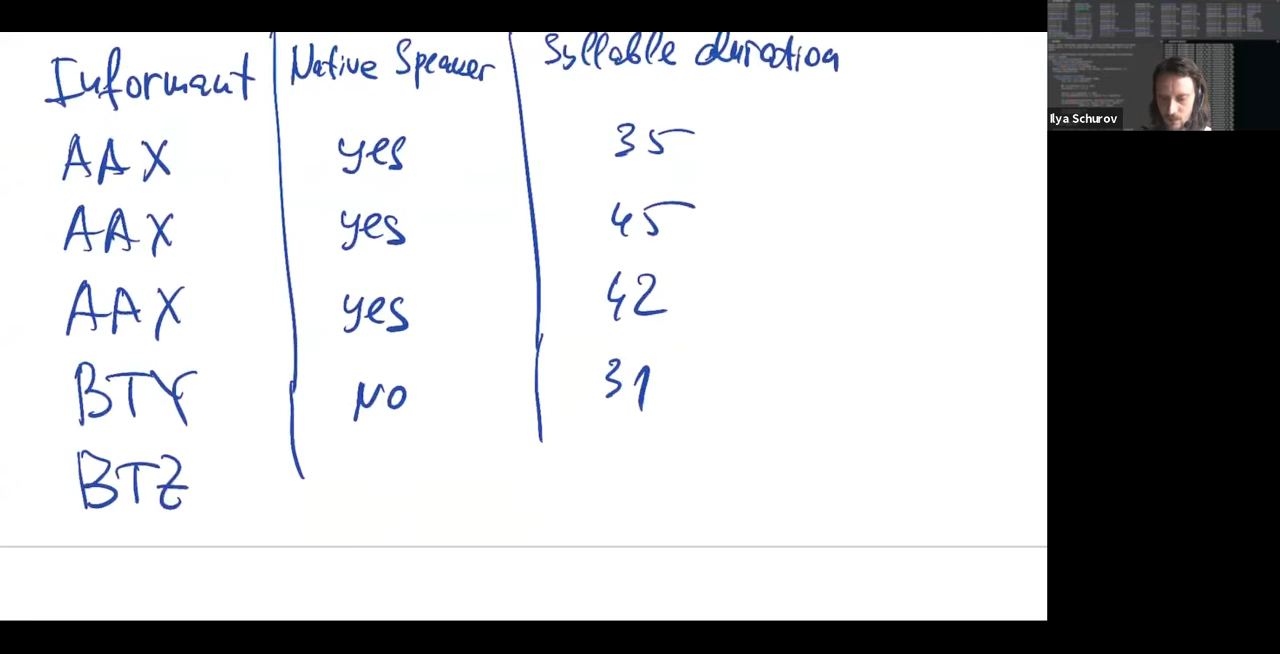 Informant Native Speaker Syllable duration
AAX yes 35
AAX yes 45
AAX yes 42
BTY NO 31
BTZ
Ilya Schurov